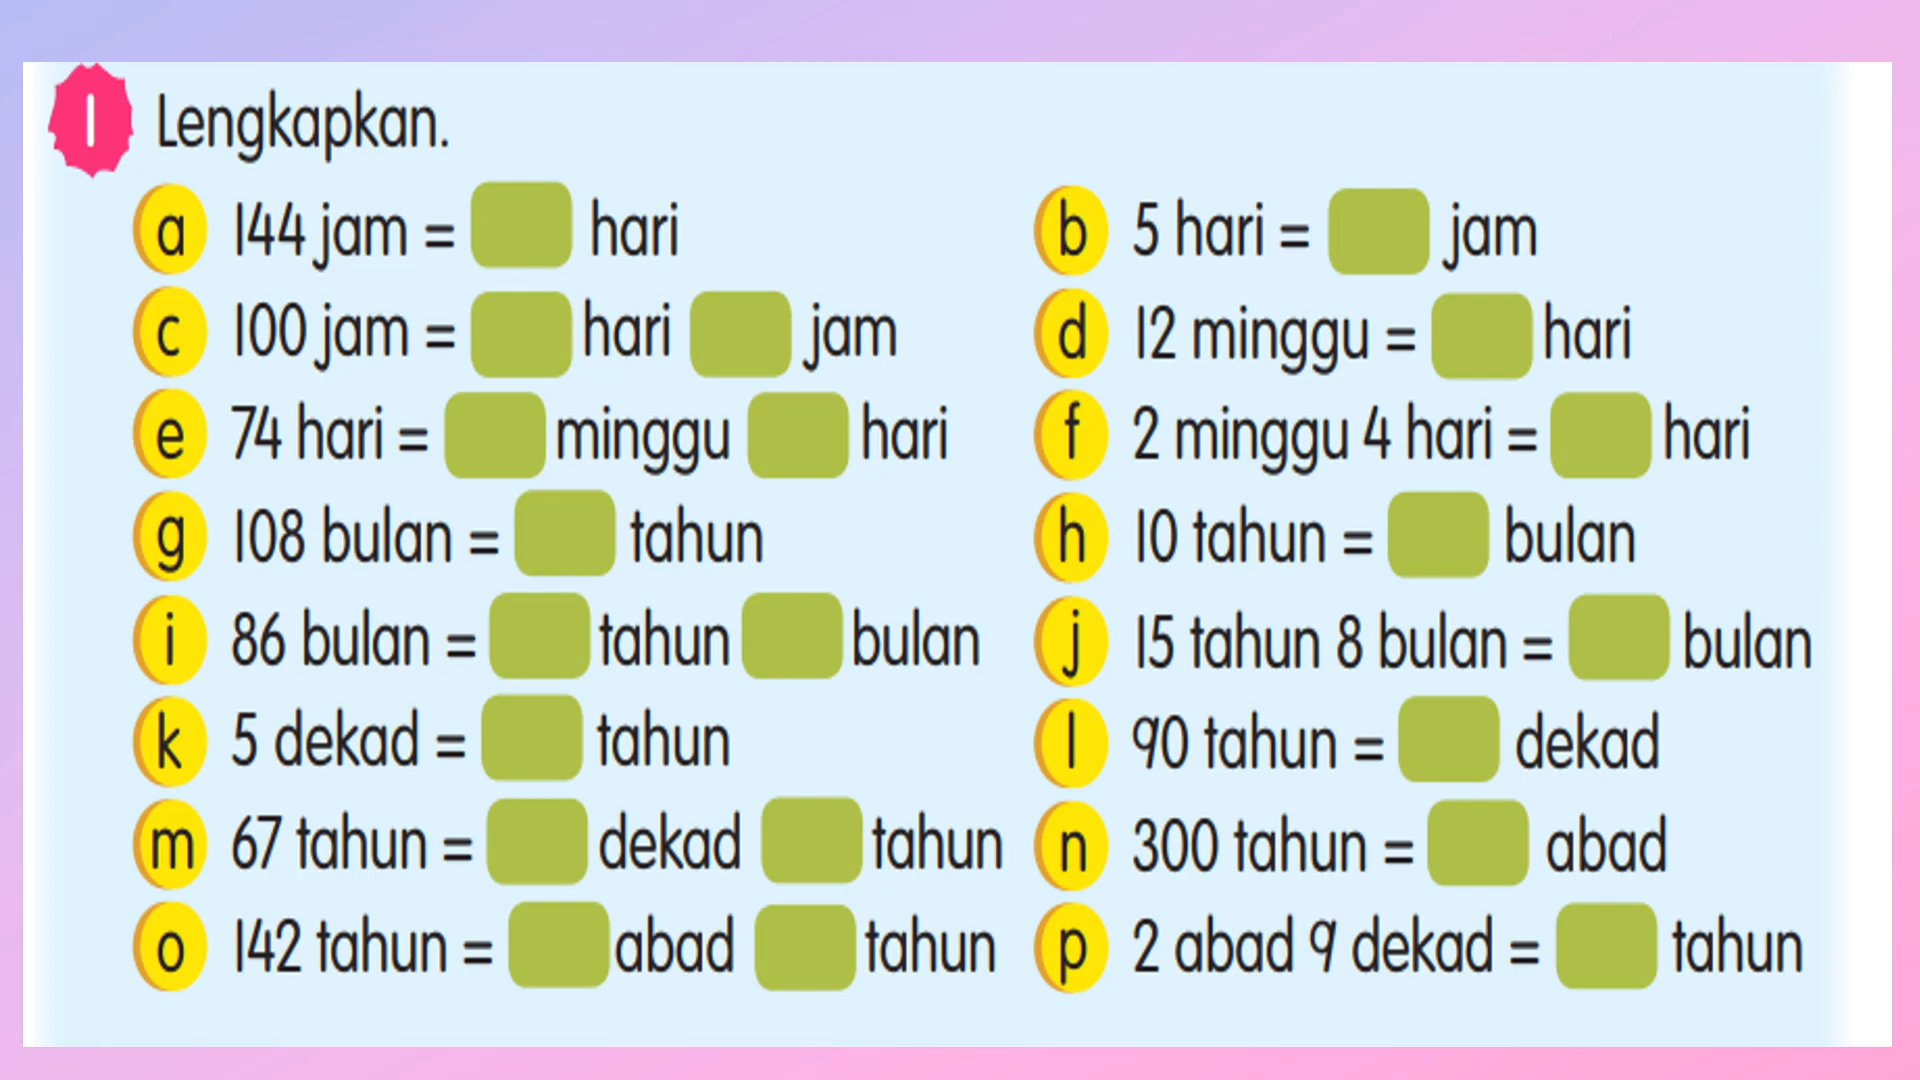 1 Lengkapkan.
a 144 jam = hari
b 5 hari = jam
c 100 jam = hari jam
d 12 minggu = hari
e 74 hari = minggu hari
f 2 minggu 4 hari = hari
g 108 bulan = tahun
h 10 tahun = bulan
i 86 bulan = tahun bulan
j 15 tahun 8 bulan = bulan
k 5 dekad = tahun
l 90 tahun = dekad
m 67 tahun = dekad tahun
n 300 tahun = abad
o 142 tahun = abad tahun
p 2 abad 9 dekad = tahun